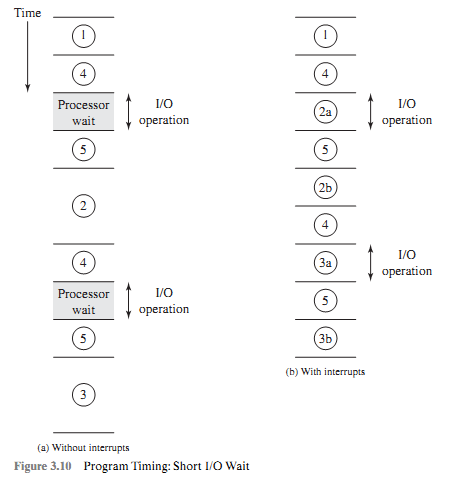 Time
1
4
Processor
wait
I/O
operation
5
2
4
Processor
wait
I/O
operation
5
3
(a) Without interrupts
1
4
2a
I/O
operation
5
2b
4
3a
I/O
operation
5
3b
(b) With interrupts
Figure 3.10 Program Timing: Short I/O Wait